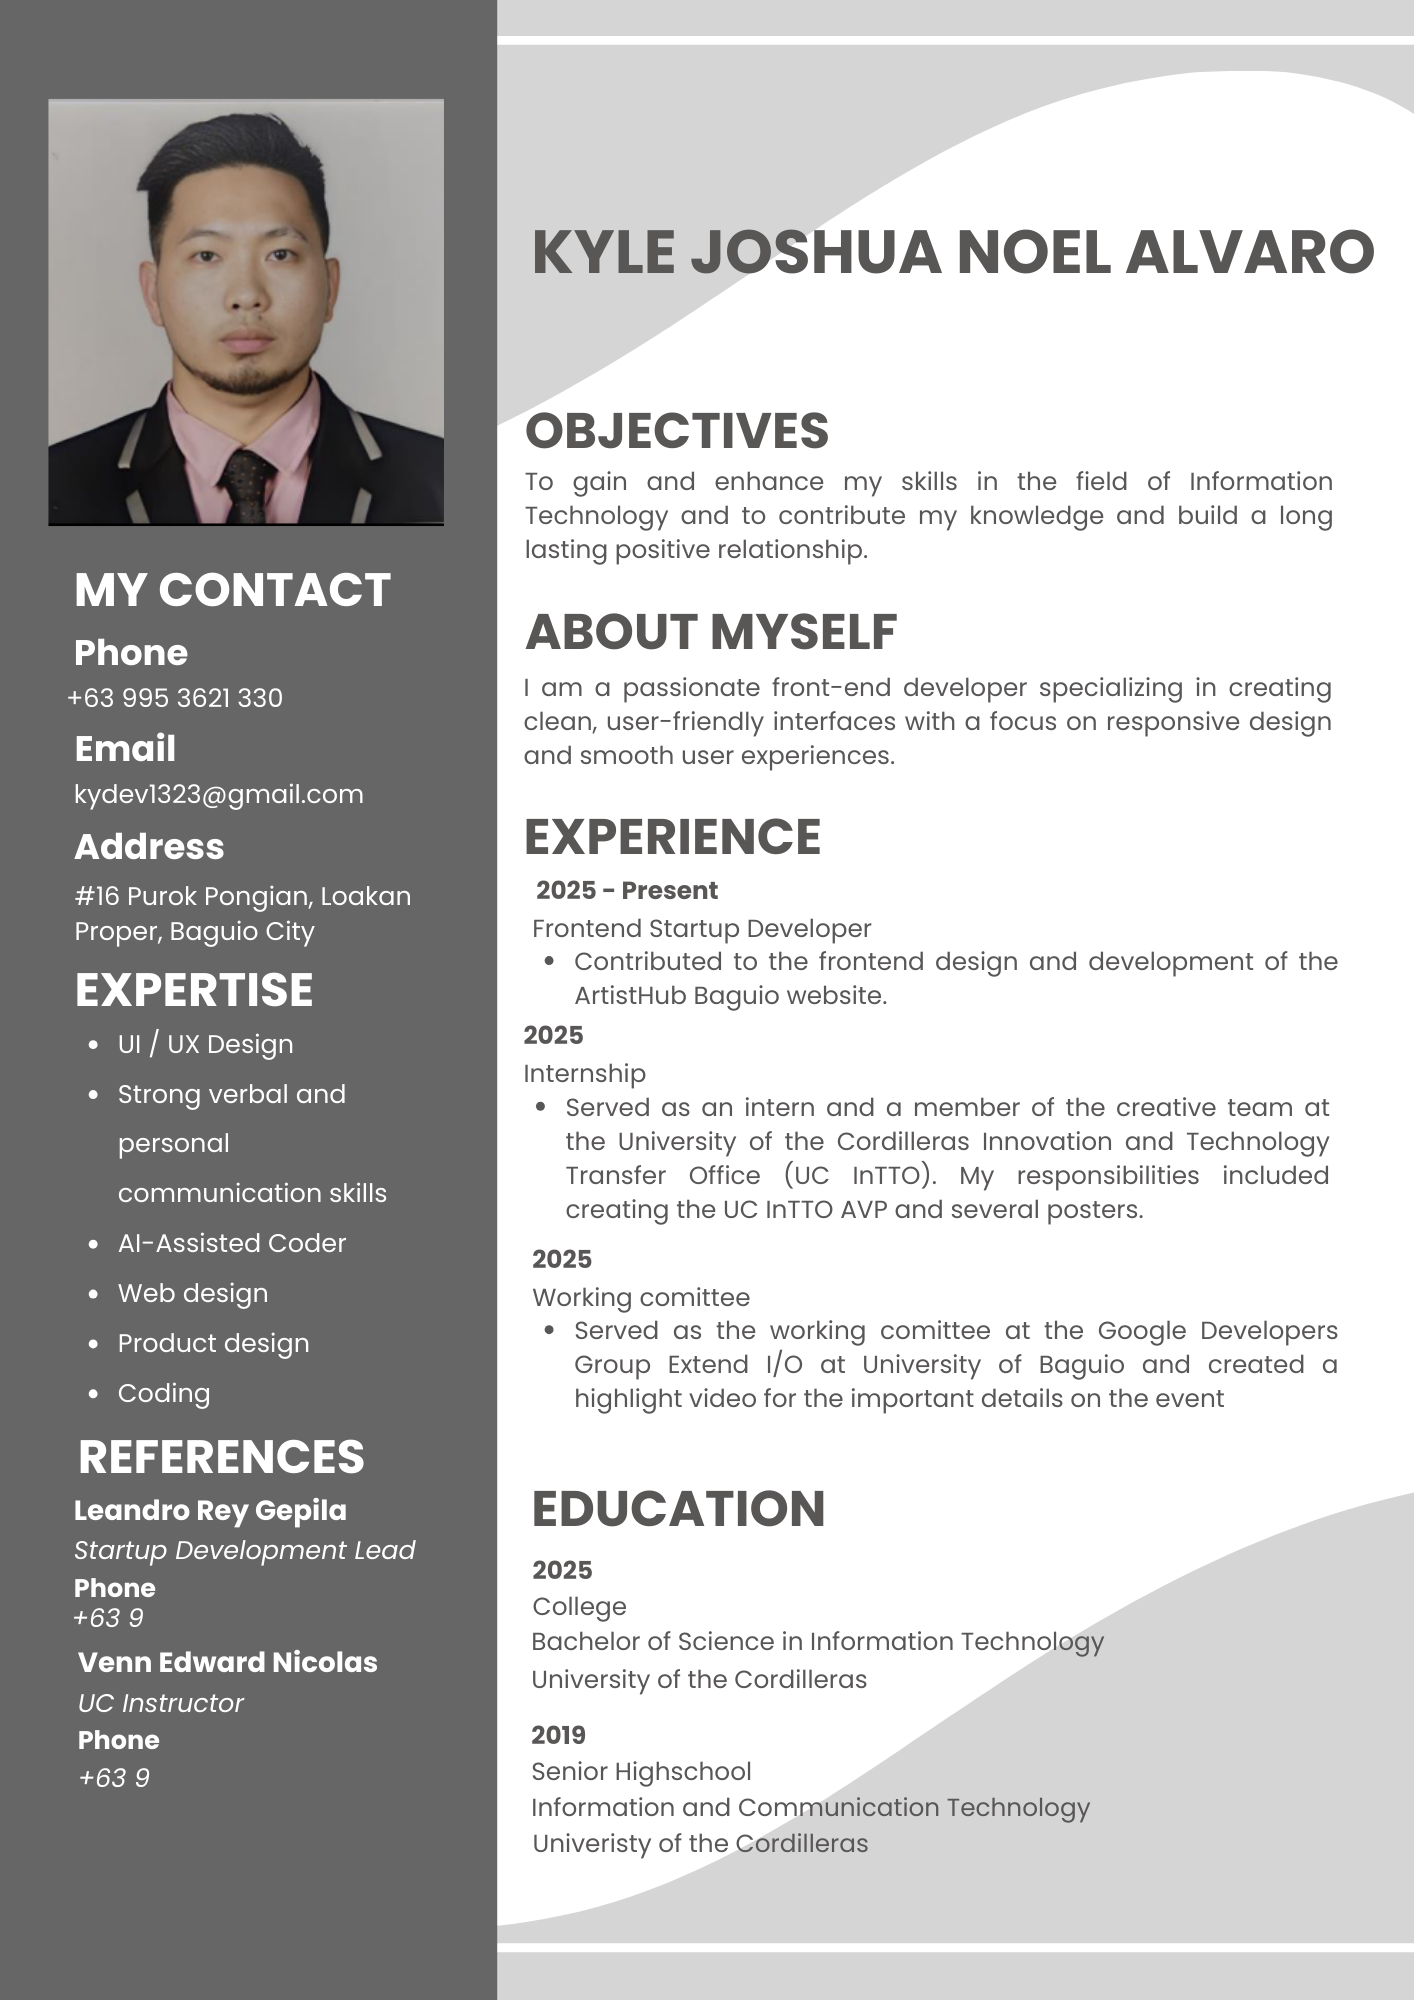 KYLE JOSHUA NOEL ALVARO
MY CONTACT
Phone
+63 995 3621 330
Email
kydev1323@gmail.com
Address
#16 Purok Pongian, Loakan
Proper, Baguio City
EXPERTISE
• UI / UX Design
• Strong verbal and
personal
communication skills
• AI-Assisted Coder
• Web design
• Product design
• Coding
REFERENCES
Leandro Rey Gepila
Startup Development Lead
Phone
+63 9
Venn Edward Nicolas
UC Instructor
Phone
+63 9
OBJECTIVES
To gain and enhance my skills in the field of Information
Technology and to contribute my knowledge and build a long
lasting positive relationship.
ABOUT MYSELF
I am a passionate front-end developer specializing in creating
clean, user-friendly interfaces with a focus on responsive design
and smooth user experiences.
EXPERIENCE
2025 - Present
Frontend Startup Developer
• Contributed to the frontend design and development of the
ArtistHub Baguio website.
2025
Internship
• Served as an intern and a member of the creative team at
the University of the Cordilleras Innovation and Technology
Transfer Office (UC InTTO). My responsibilities included
creating the UC InTTO AVP and several posters.
2025
Working comittee
• Served as the working comittee at the Google Developers
Group Extend I/O at University of Baguio and created a
highlight video for the important details on the event
EDUCATION
2025
College
Bachelor of Science in Information Technology
University of the Cordilleras
2019
Senior Highschool
Information and Communication Technology
Univeristy of the Cordilleras